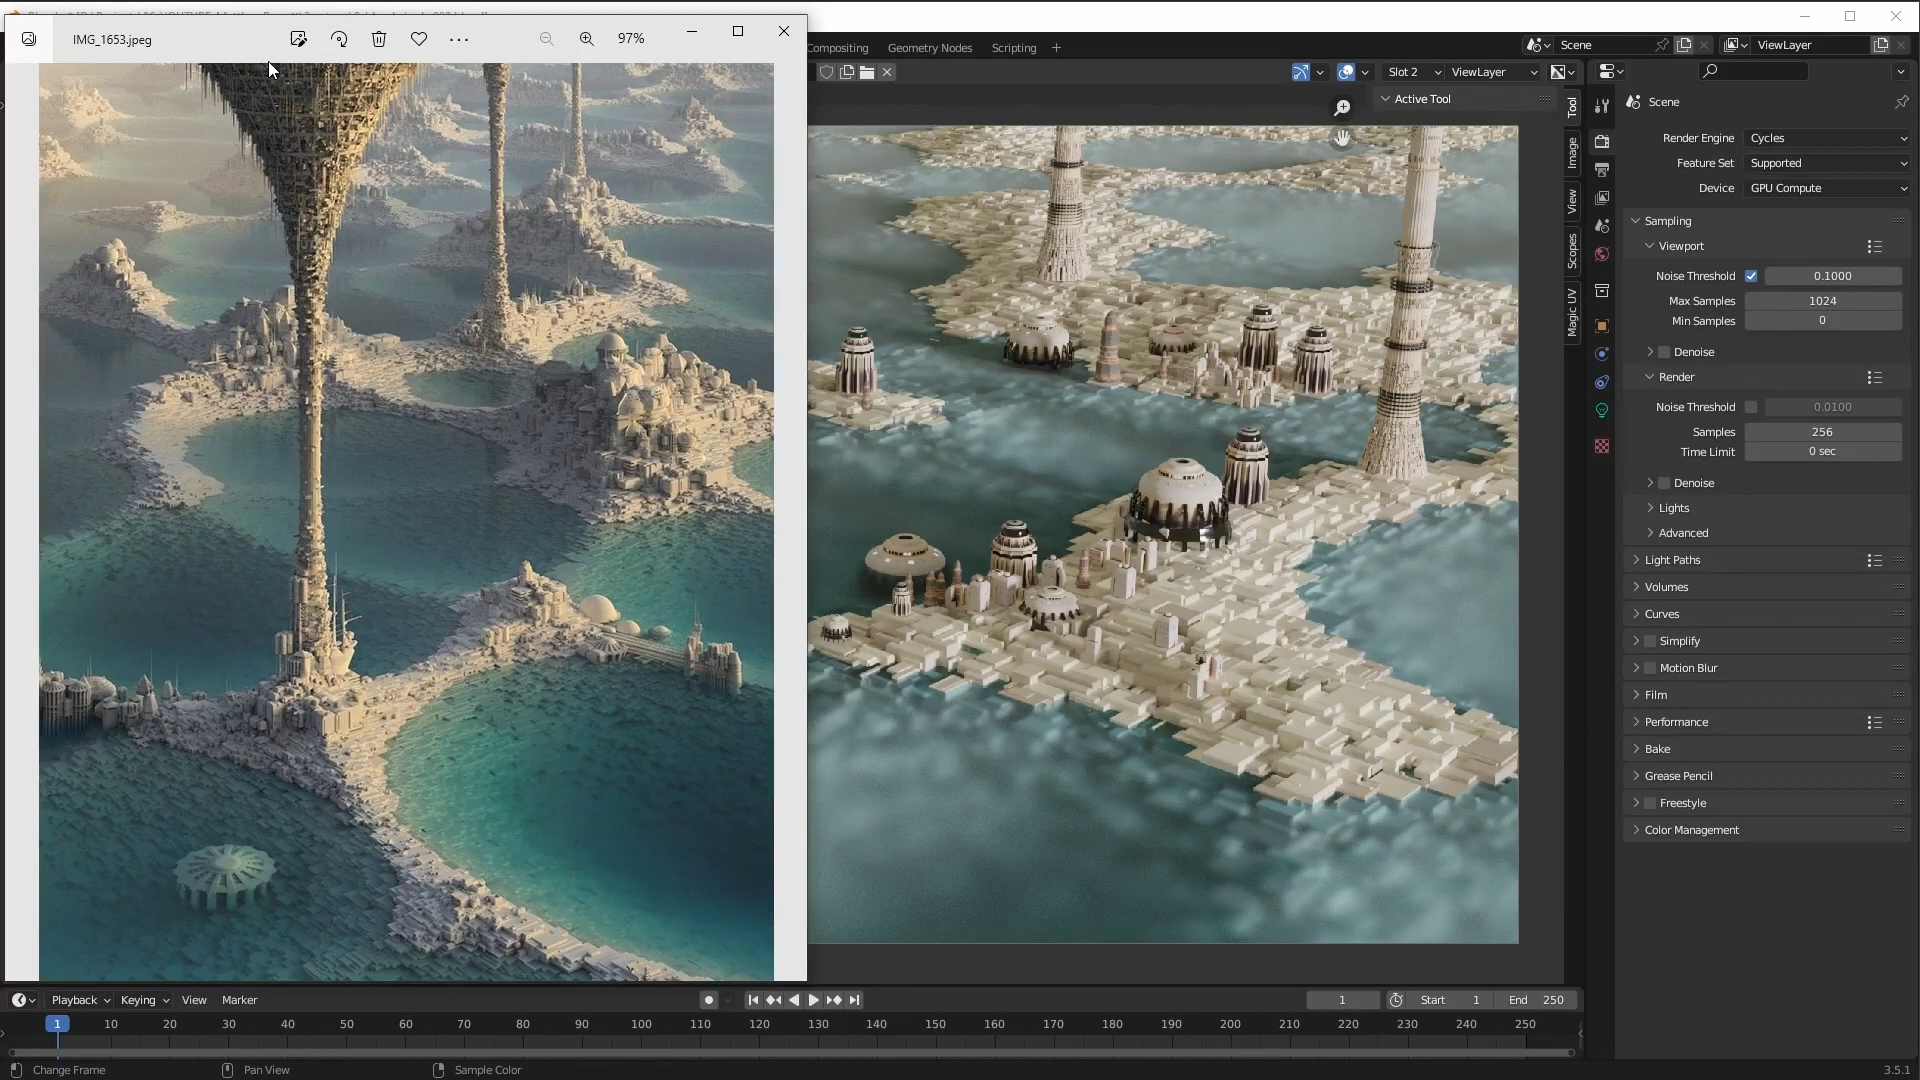 IMG_1653.jpeg
97%
Compositing
Geometry Nodes
Scripting
Scene
ViewLayer
Slot 2
ViewLayer
Active Tool
Tool
Image
View
Scopes
Magic UV
Scene
Render Engine Cycles
Feature Set Supported
Device GPU Compute
Sampling
Viewport
Noise Threshold 0.1000
Max Samples 1024
Min Samples 0
Denoise
Render
Noise Threshold 0.0100
Samples 256
Time Limit 0 sec
Denoise
Lights
Advanced
Light Paths
Volumes
Curves
Simplify
Motion Blur
Film
Performance
Bake
Grease Pencil
Freestyle
Color Management
Playback Keying View Marker
1
Start 1
End 250
1 10 20 30 40 50 60 70 80 90 100 110 120 130 140 150 160 170 180 190 200 210 220 230 240 250
Change Frame
Pan View
Sample Color
3.5.1